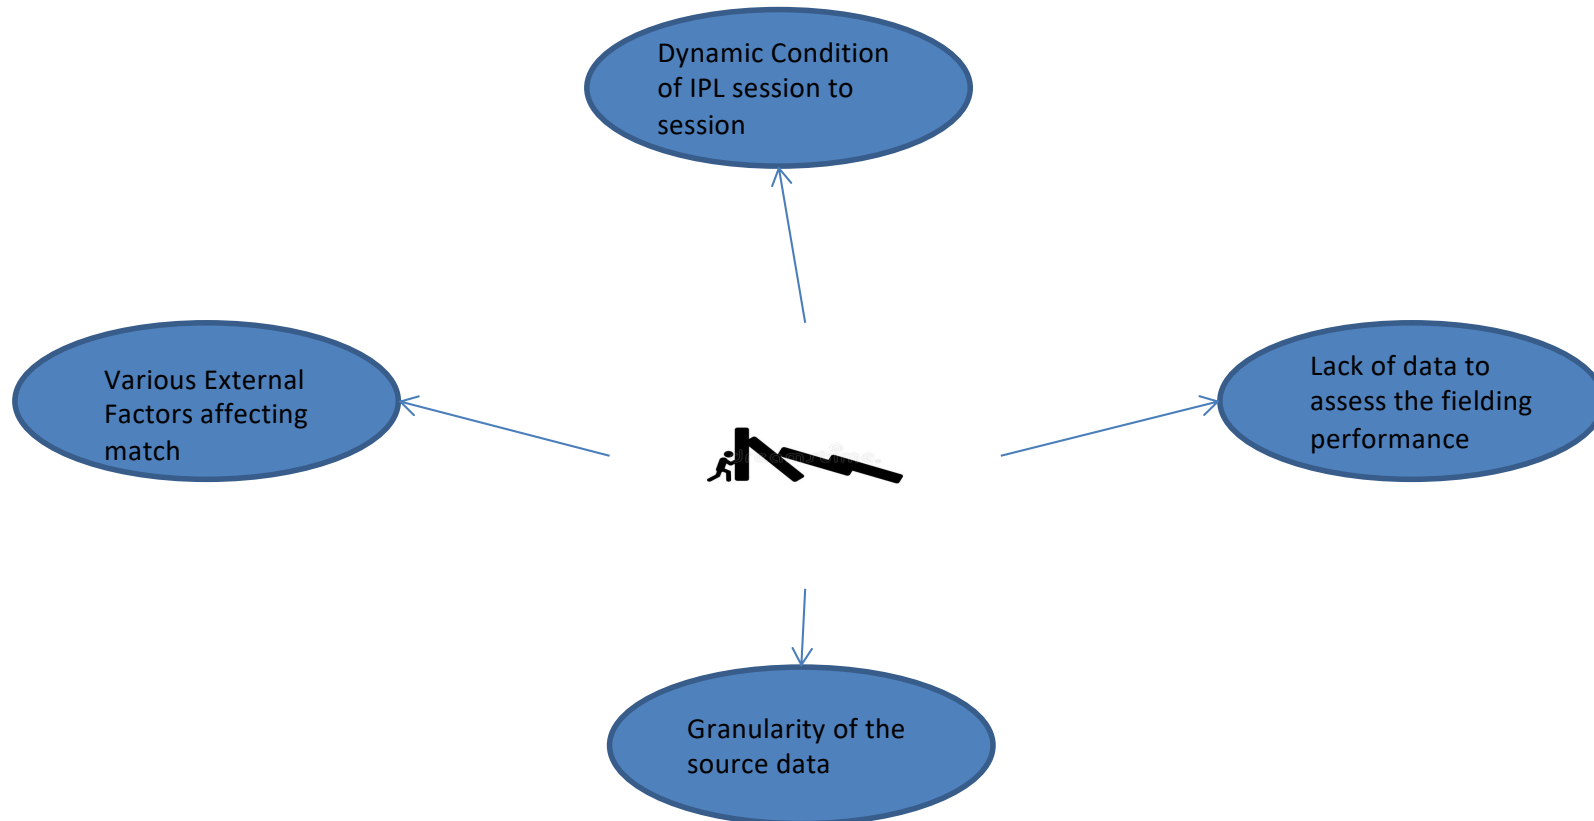 Dynamic Condition
of IPL session to
session
Various External
Factors affecting
match
Lack of data to
assess the fielding
performance
Granularity of the
source data